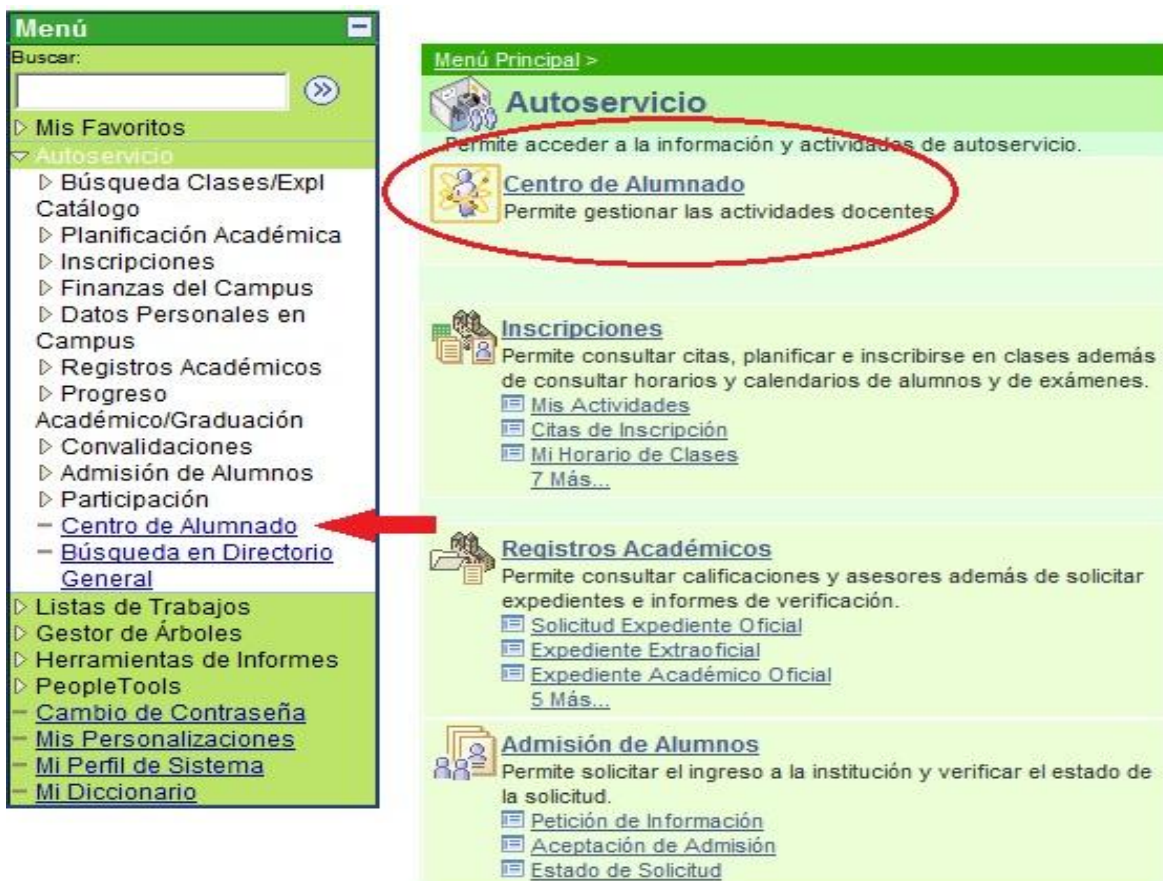 Menú
Buscar:
Mis Favoritos
Autoservicio
Búsqueda Clases/Expl
Catálogo
Planificación Académica
Inscripciones
Finanzas del Campus
Datos Personales en
Campus
Registros Académicos
Progreso
Académico/Graduación
Convalidaciones
Admisión de Alumnos
Participación
Centro de Alumnado
Búsqueda en Directorio
General
Listas de Trabajos
Gestor de Árboles
Herramientas de Informes
PeopleTools
Cambio de Contraseña
Mis Personalizaciones
Mi Perfil de Sistema
Mi Diccionario
Menú Principal >
Autoservicio
Permite acceder a la información y actividades de autoservicio.
Centro de Alumnado
Permite gestionar las actividades docentes
Inscripciones
Permite consultar citas, planificar e inscribirse en clases además
de consultar horarios y calendarios de alumnos y de exámenes.
Mis Actividades
Citas de Inscripción
Mi Horario de Clases
7 Más...
Registros Académicos
Permite consultar calificaciones y asesores además de solicitar
expedientes e informes de verificación.
Solicitud Expediente Oficial
Expediente Extraoficial
Expediente Académico Oficial
5 Más...
Admisión de Alumnos
Permite solicitar el ingreso a la institución y verificar el estado de
la solicitud.
Petición de Información
Aceptación de Admisión
Estado de Solicitud